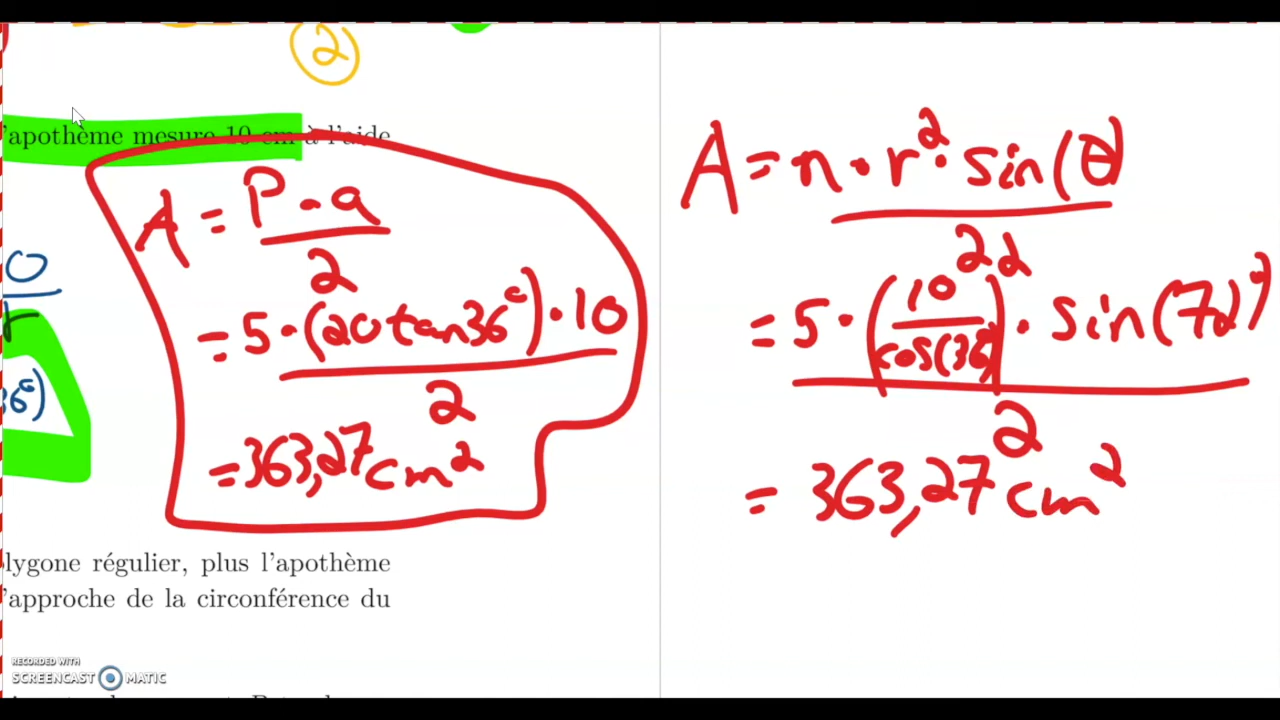 2
l'apothème mesure 10 cm à l'aide
A = P · a / 2
= 5 · (20 tan 36°) · 10 / 2
= 363,27 cm²
36°)
A = n · r² · sin(θ) / 2
= 5 · (10 / cos(36))² · sin(72°) / 2
= 363,27 cm²
lygone régulier, plus l'apothème
'approche de la circonférence du
RECORDED WITH
SCREENCAST MATIC